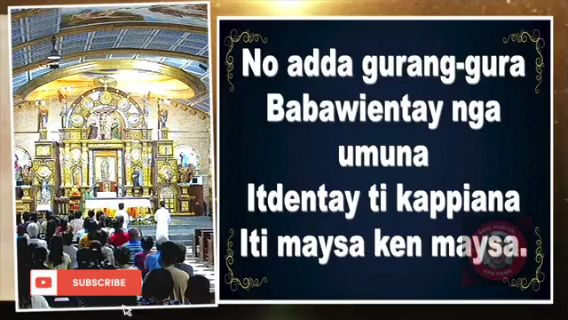 No adda gurang-gura
Babawientay nga
umuna
Itdentay ti kappiana
Iti maysa ken maysa.
SUBSCRIBE